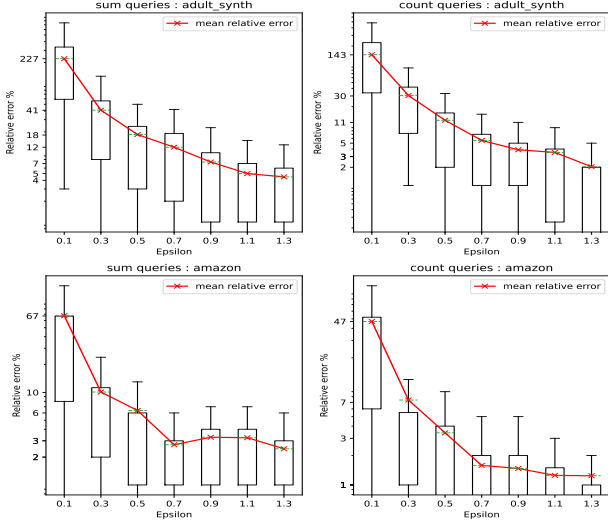 sum queries : adult_synth
mean relative error
Relative error %
227
41
18
12
7
5
4
0.1 0.3 0.5 0.7 0.9 1.1 1.3
Epsilon
count queries : adult_synth
mean relative error
Relative error %
143
30
11
5
3
2
0.1 0.3 0.5 0.7 0.9 1.1 1.3
Epsilon
sum queries : amazon
mean relative error
Relative error %
67
10
6
3
2
0.1 0.3 0.5 0.7 0.9 1.1 1.3
Epsilon
count queries : amazon
mean relative error
Relative error %
47
7
3
1
0.1 0.3 0.5 0.7 0.9 1.1 1.3
Epsilon